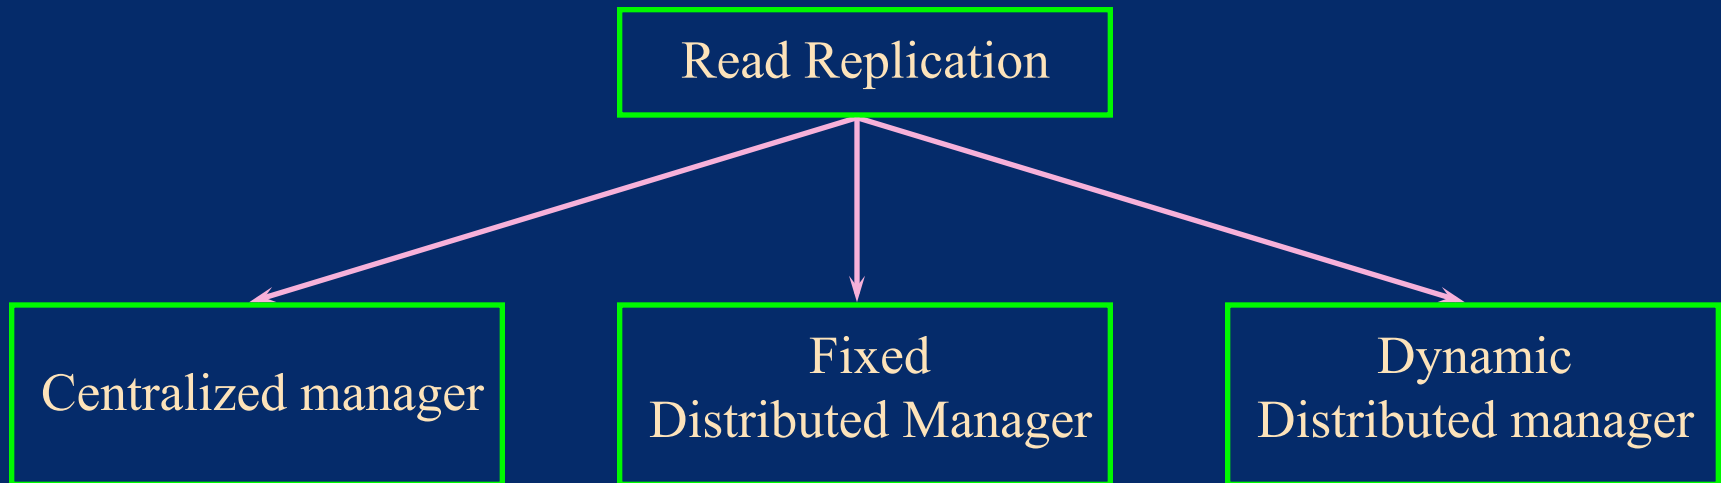 Read Replication
Centralized manager
Fixed
Distributed Manager
Dynamic
Distributed manager